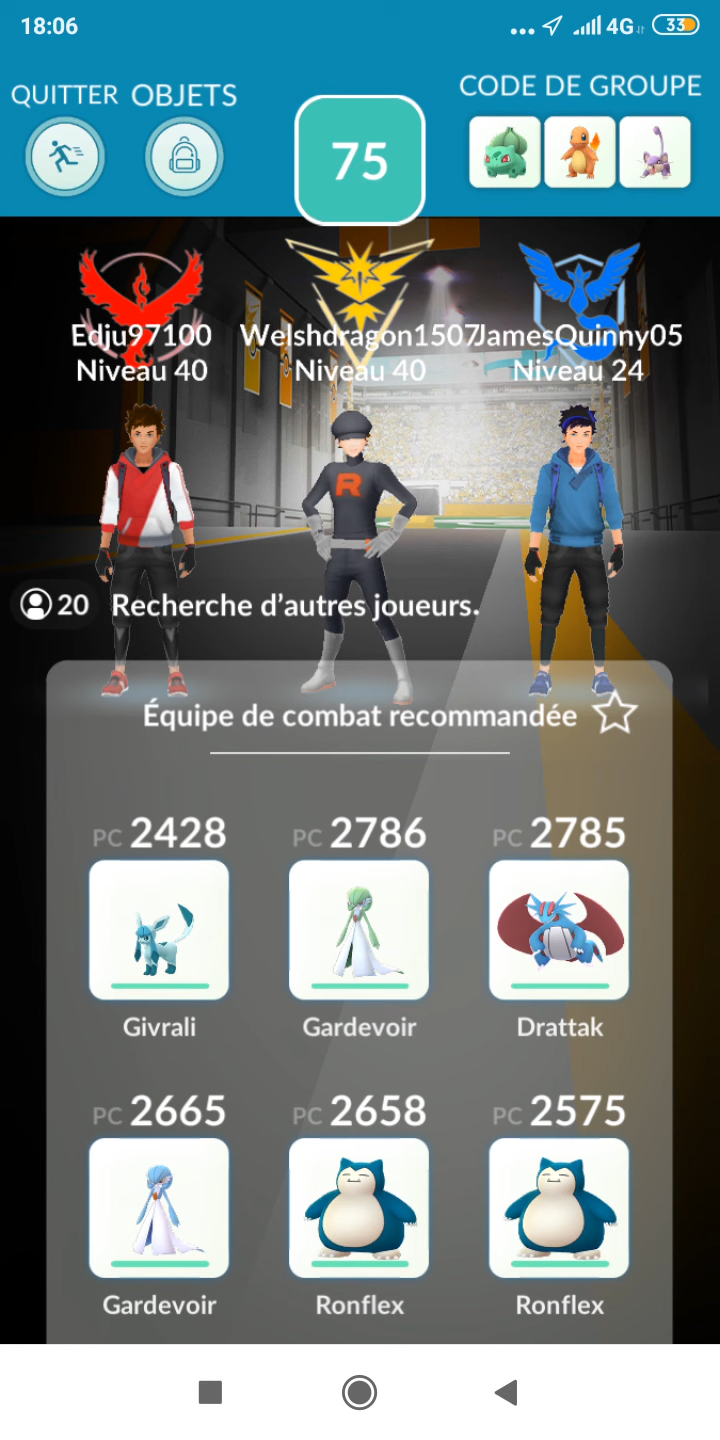 18:06
4G 33
QUITTER OBJETS
CODE DE GROUPE
75
Edju97100 Welshdragon1507 JamesQuinny05
Niveau 40 Niveau 40 Niveau 24
R
20 Recherche d'autres joueurs.
Équipe de combat recommandée
PC 2428 PC 2786 PC 2785
Givrali Gardevoir Drattak
PC 2665 PC 2658 PC 2575
Gardevoir Ronflex Ronflex